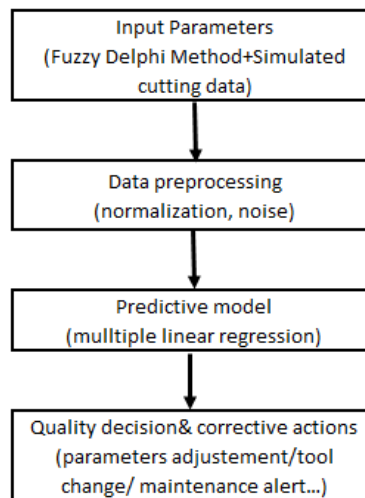 Input Parameters
(Fuzzy Delphi Method+Simulated
cutting data)
Data preprocessing
(normalization, noise)
Predictive model
(mulltiple linear regression)
Quality decision& corrective actions
(parameters adjustement/tool
change/ maintenance alert...)